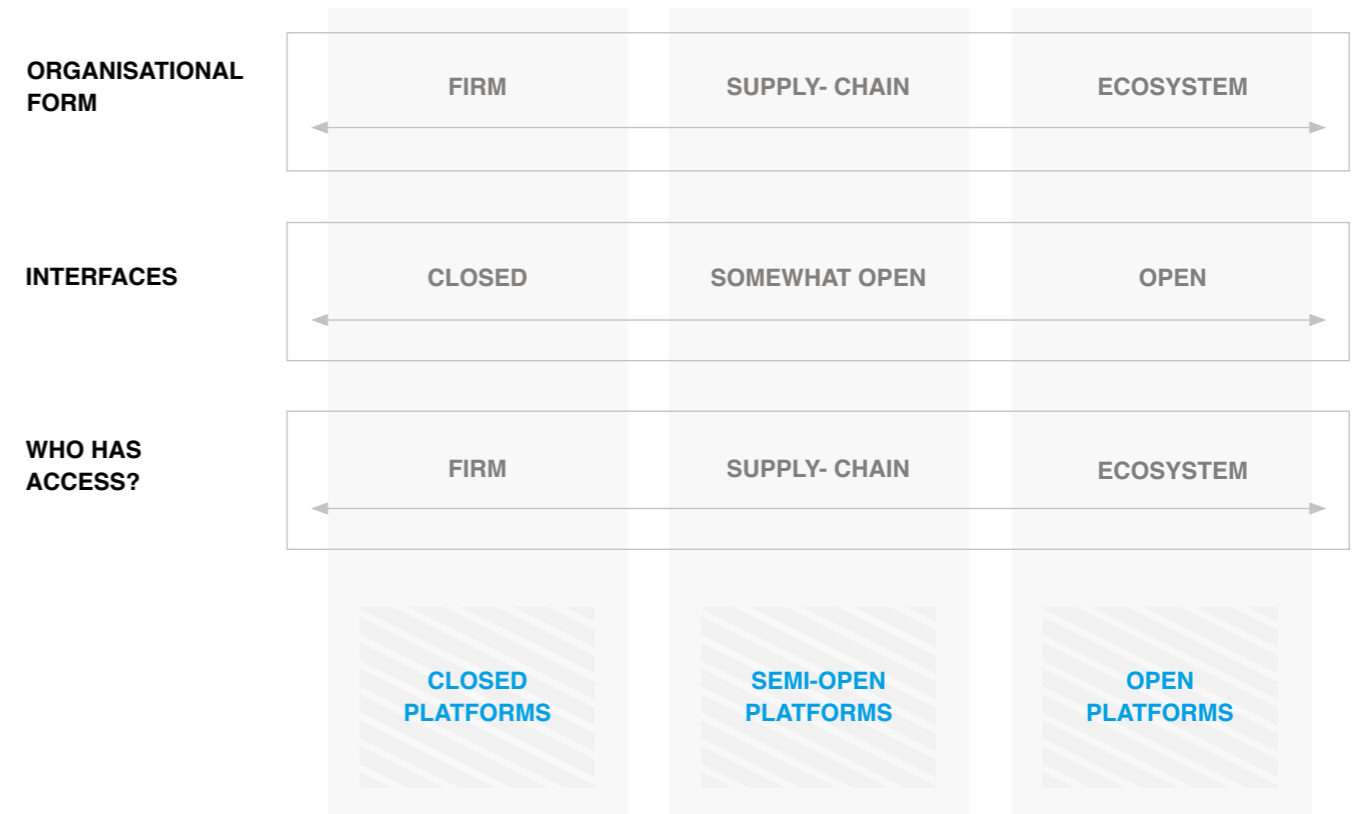 ORGANISATIONAL
FORM
FIRM
SUPPLY- CHAIN
ECOSYSTEM
INTERFACES
CLOSED
SOMEWHAT OPEN
OPEN
WHO HAS
ACCESS?
FIRM
SUPPLY- CHAIN
ECOSYSTEM
CLOSED
PLATFORMS
SEMI-OPEN
PLATFORMS
OPEN
PLATFORMS